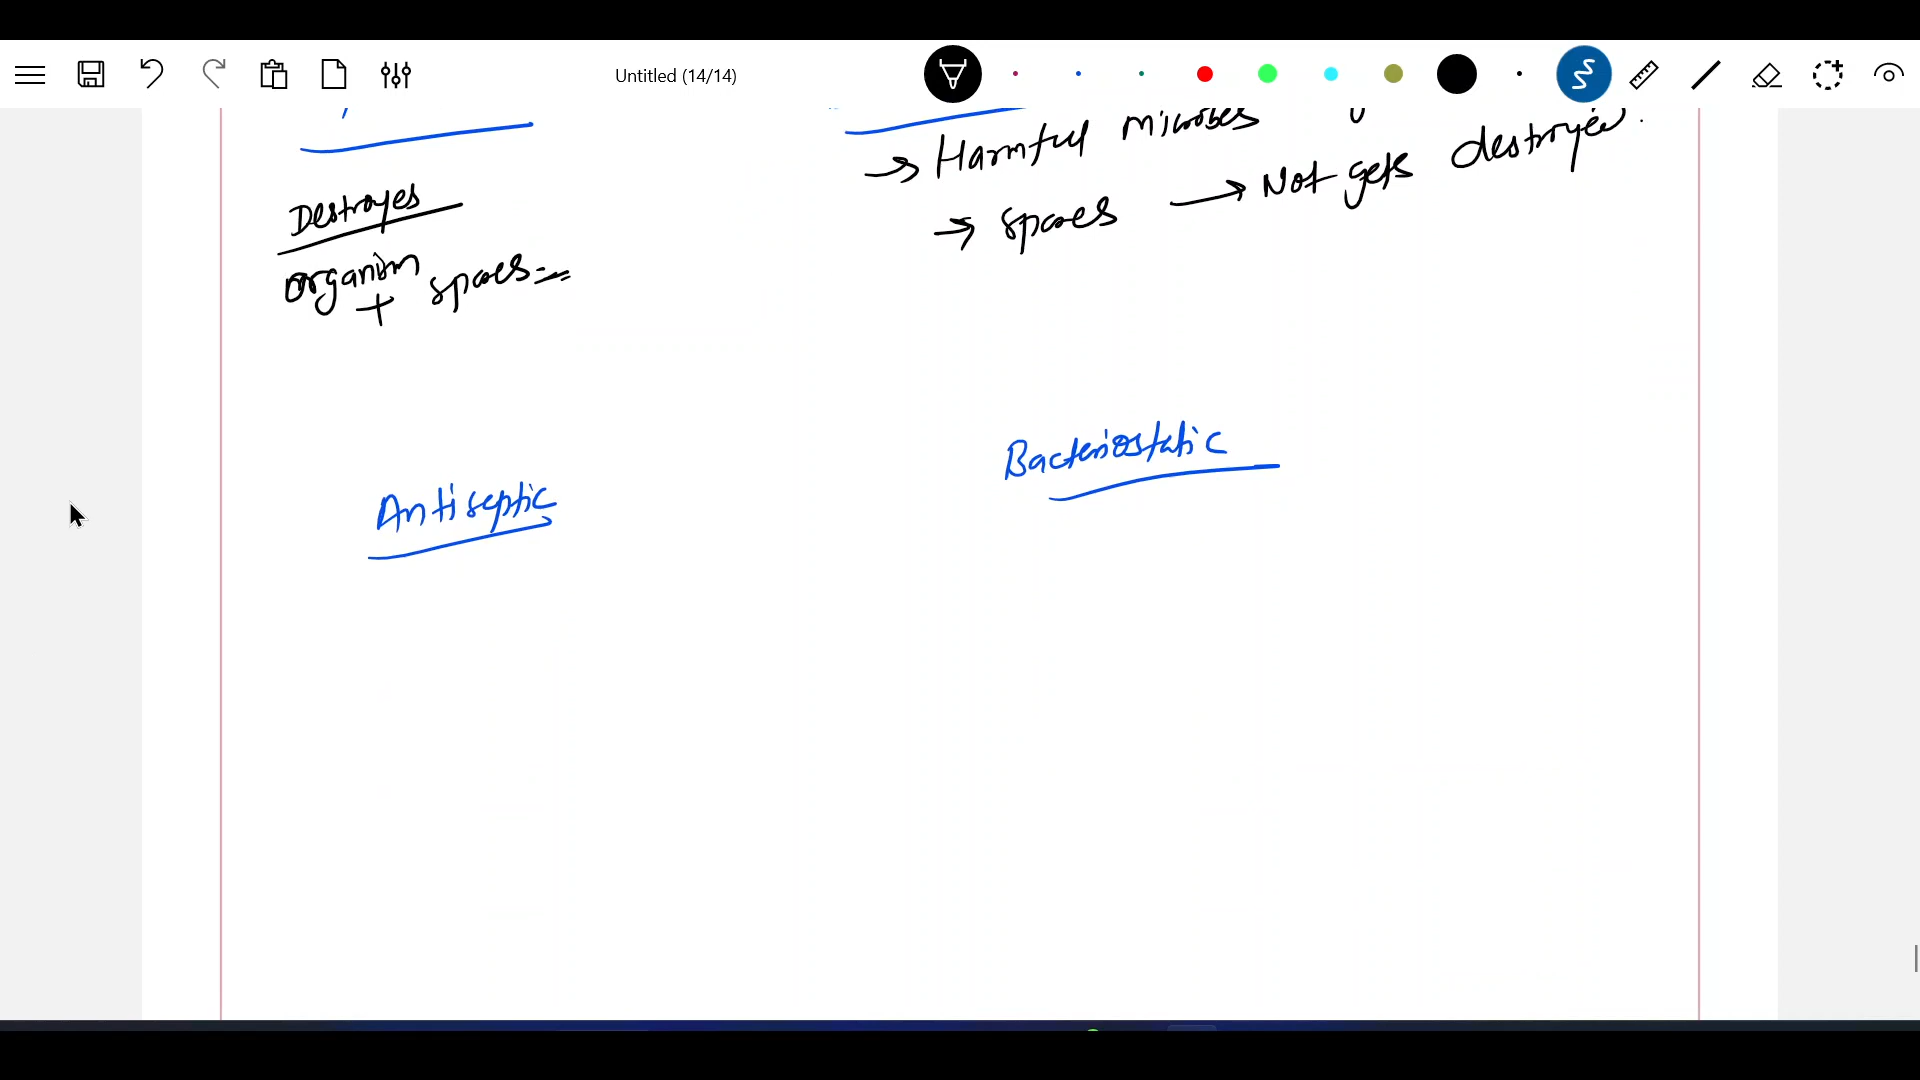 Untitled (14/14)
→ Harmful microbes
Destroyes
organism + spores
→ spores → Not gets destroyed.
Bacteriostatic
Antiseptic